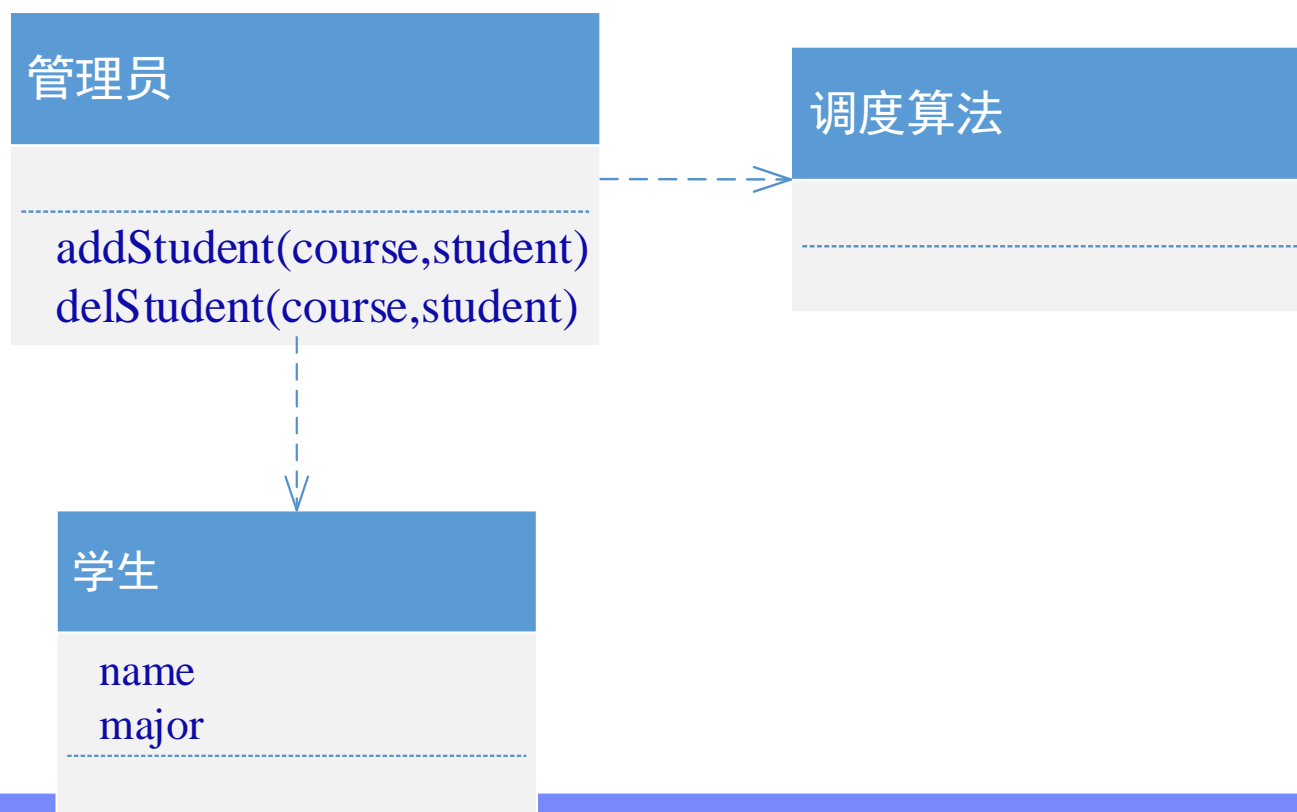 管理员
addStudent(course,student)
delStudent(course,student)
调度算法
学生
name
major